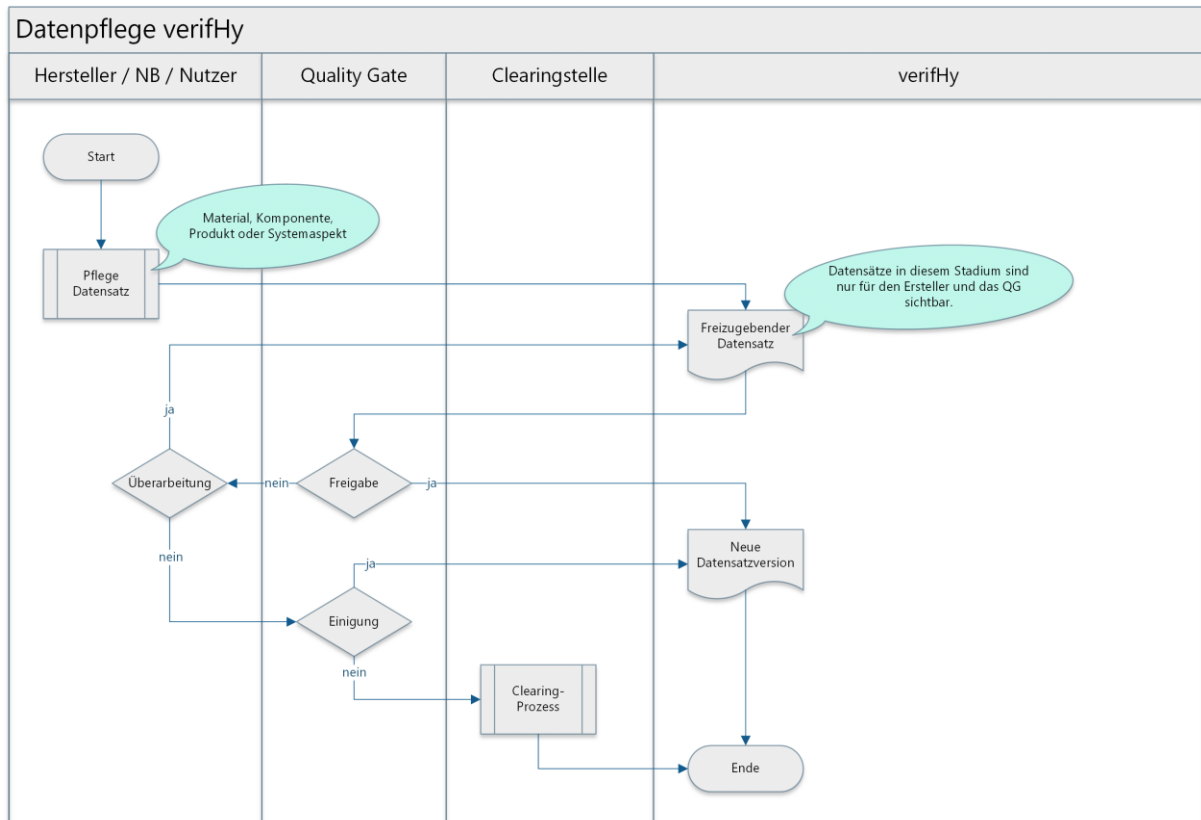 Datenpflege verifHy
Hersteller / NB / Nutzer
Quality Gate
Clearingstelle
verifHy
Start
Material, Komponente,
Produkt oder Systemaspekt
Pflege
Datensatz
Datensätze in diesem Stadium sind
nur für den Ersteller und das QG
sichtbar.
Freizugebender
Datensatz
ja
Überarbeitung
nein
Freigabe
ja
nein
Neue
Datensatzversion
ja
Einigung
nein
Clearing-
Prozess
Ende